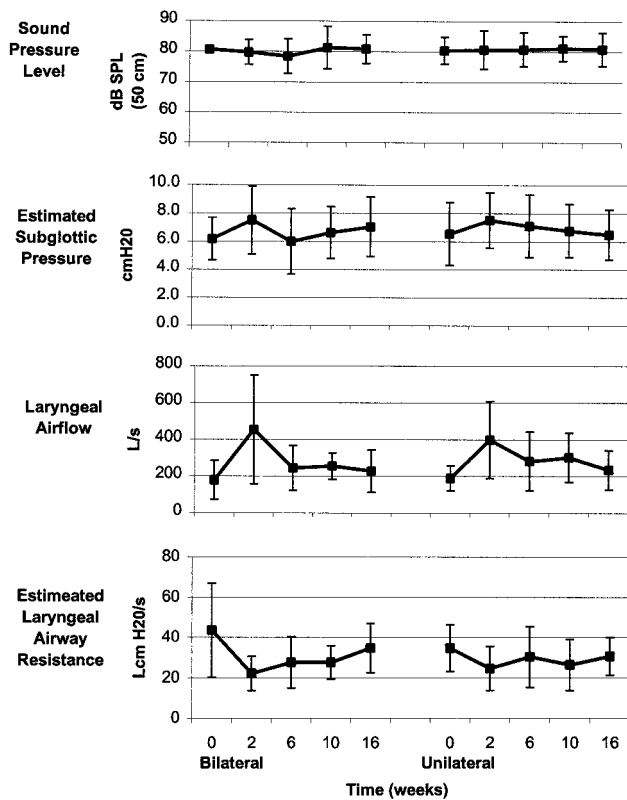 Sound
Pressure
Level
dB SPL
(50 cm)
90
80
70
60
50
Estimated
Subglottic
Pressure
cmH20
10.0
8.0
6.0
4.0
2.0
0.0
Laryngeal
Airflow
L/s
800
600
400
200
0
Estimeated
Laryngeal
Airway
Resistance
Lcm H20/s
80
60
40
20
0
0 2 6 10 16 0 2 6 10 16
Bilateral Unilateral
Time (weeks)